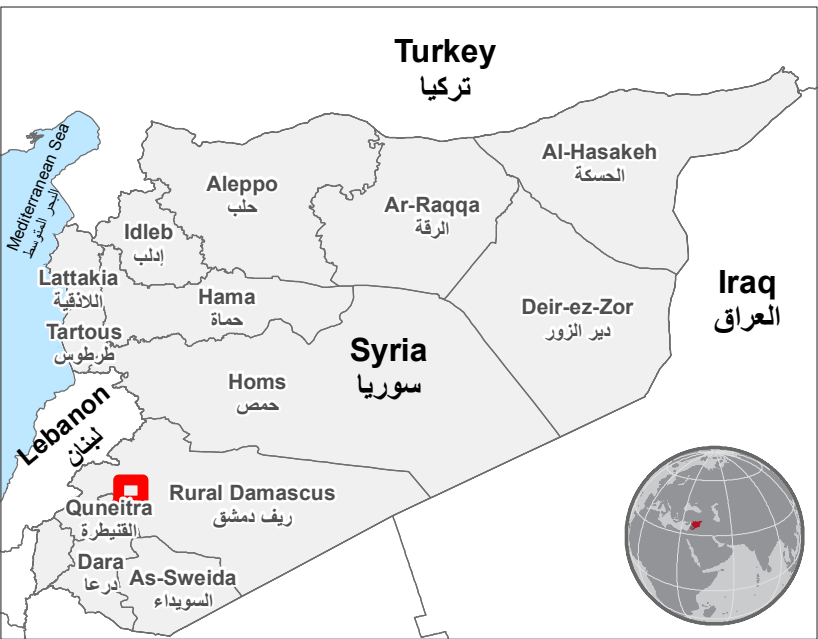 Turkey
تركيا
Mediterranean Sea
البحر المتوسط
Al-Hasakeh
الحسكة
Aleppo
حلب
Ar-Raqqa
الرقة
Idleb
إدلب
Lattakia
اللاذقية
Hama
حماة
Iraq
العراق
Deir-ez-Zor
دير الزور
Tartous
طرطوس
Syria
سوريا
Homs
حمص
Lebanon
لبنان
Rural Damascus
ريف دمشق
Quneitra
القنيطرة
Dara
درعا
As-Sweida
السويداء